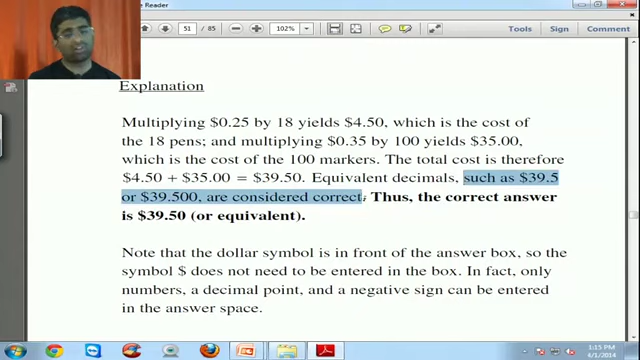 51 / 85
102%
Tools
Sign
Comment
Explanation
Multiplying $0.25 by 18 yields $4.50, which is the cost of
the 18 pens; and multiplying $0.35 by 100 yields $35.00,
which is the cost of the 100 markers. The total cost is therefore
$4.50 + $35.00 = $39.50. Equivalent decimals, such as $39.5
or $39.500, are considered correct. Thus, the correct answer
is $39.50 (or equivalent).
Note that the dollar symbol is in front of the answer box, so the
symbol $ does not need to be entered in the box. In fact, only
numbers, a decimal point, and a negative sign can be entered
in the answer space.
1:15 PM
6/1/2014